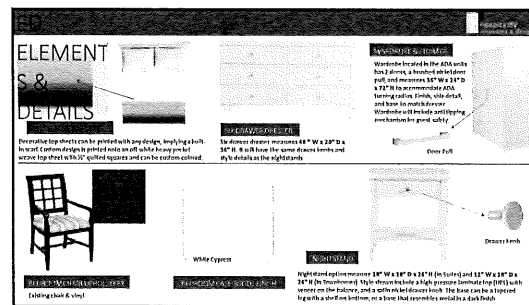 ED
ELEMENT
S &
DETAILS
Decorative top sheets can be printed with any design, implying a built-
in scarf. Custom design is printed onto an off white heavy
weave top sheet with ½" quilted squares and can be custom colored.
SIX DRAWER DRESSER
Six drawer dresser measures 48" W x 20" D x
36" H. It will have the same drawer knobs and
style details as the nightstands
WARDROBE & STORAGE
Wardrobe located in the ADA units
has 2 doors, a brushed nickel door
pull, and measures 36" W x 24" D
x 72" H to accommodate ADA
turning radius. Finish, side detail,
and base to match dresser.
Wardrobe will include anti tipping
mechanism for guest safety.
Door Pull
Existing chair & vinyl
White Cypress
NIGHTSTAND
Drawer Knob
Nightstand option measure 18" W x 18" D x 26" H (in Suites) and 12" W x 18" D x
26" H (in Townhomes). Style shown include a high pressure laminate top (HPL) with
veneer on the balance, and a satin nickel drawer knob. The base can be a tapered
leg with a shelf on bottom, or a base that resembles metal in a dark finish